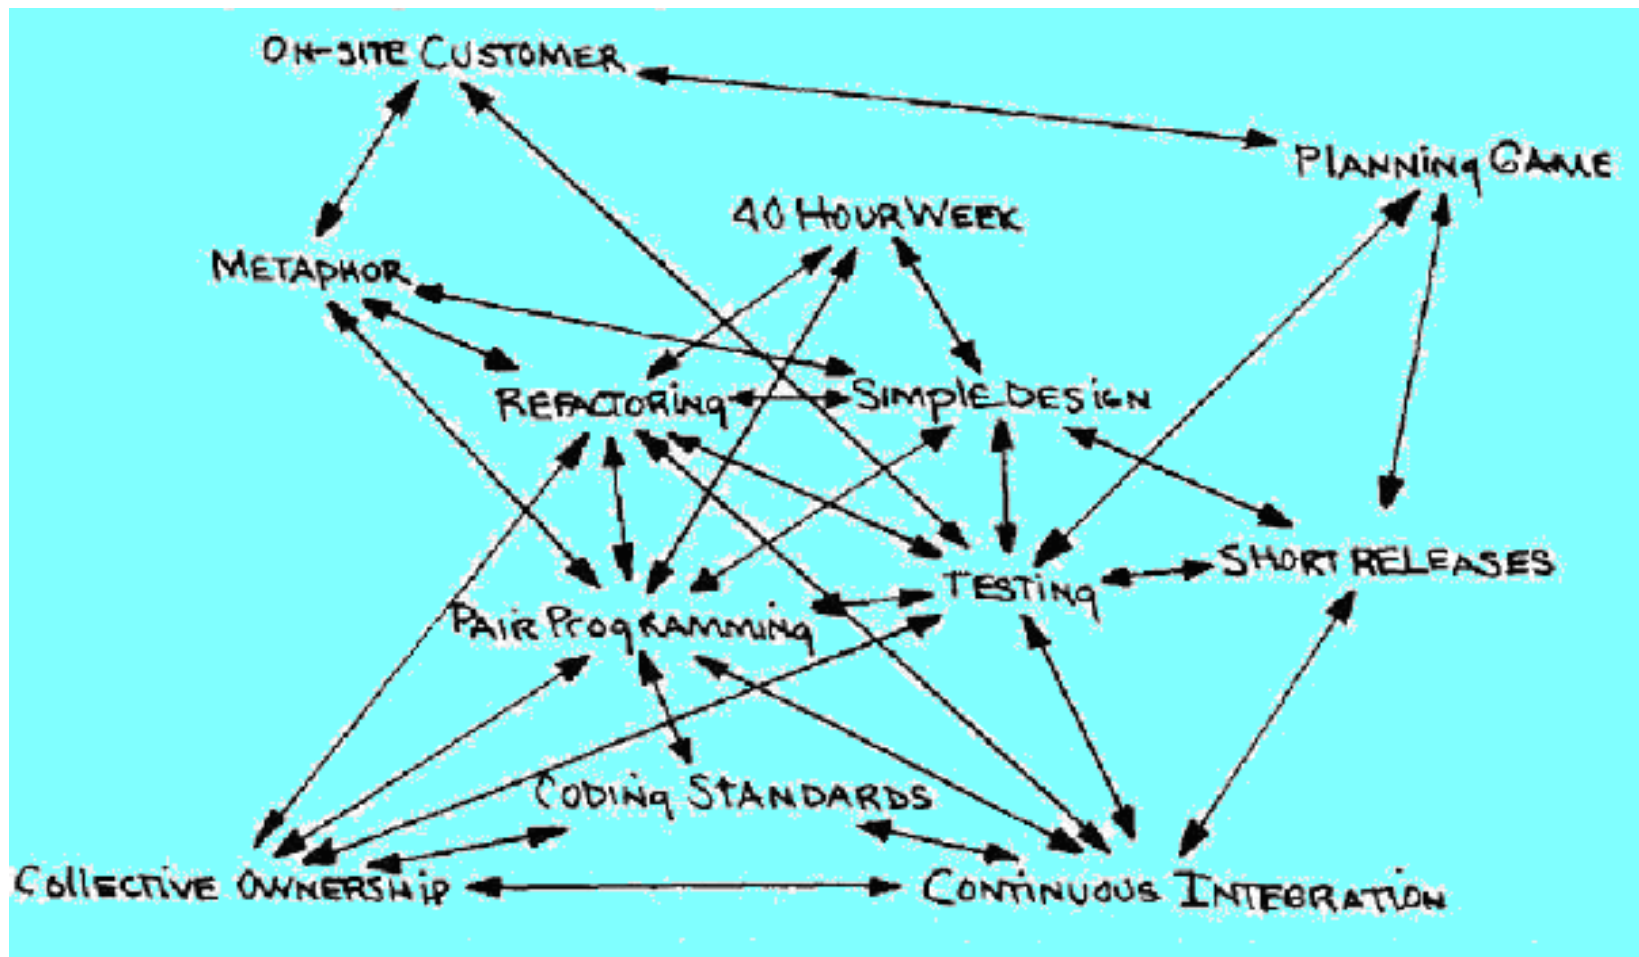 ON-SITE CUSTOMER
PLANNING GAME
40 HOUR WEEK
METAPHOR
REFACTORING
SIMPLE DESIGN
SHORT RELEASES
TESTING
PAIR PROGRAMMING
CODING STANDARDS
COLLECTIVE OWNERSHIP
CONTINUOUS INTEGRATION